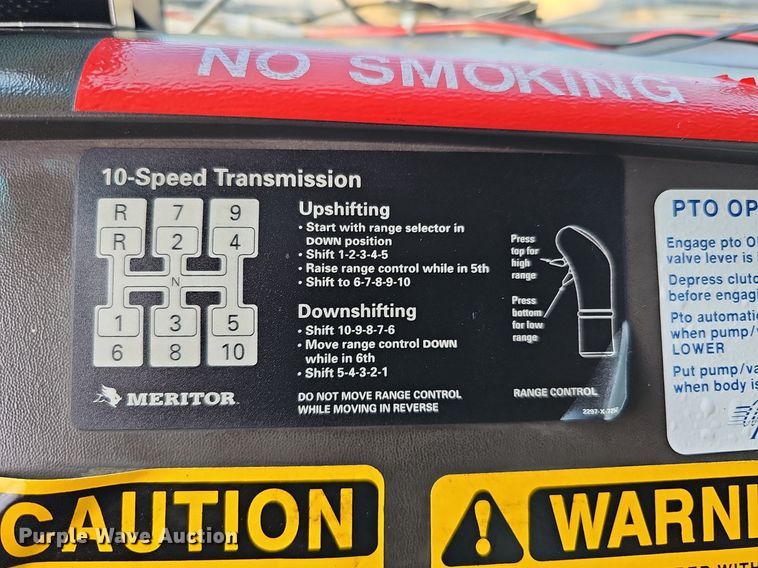 NO SMOKING
10-Speed Transmission
R 7 9
R 2 4
N
1 3 5
6 8 10
MERITOR
Upshifting
• Start with range selector in
DOWN position
• Shift 1-2-3-4-5
• Raise range control while in 5th
• Shift to 6-7-8-9-10
Downshifting
• Shift 10-9-8-7-6
• Move range control DOWN
while in 6th
• Shift 5-4-3-2-1
DO NOT MOVE RANGE CONTROL
WHILE MOVING IN REVERSE
Press
top for
high
range
Press
bottom
for low
range
RANGE CONTROL
PTO OP
Engage pto
valve lever is
Depress
before
Pto
when pump/
LOWER
Put pump/
when body is
CAUTION
WARNI
Purple Wave Auction